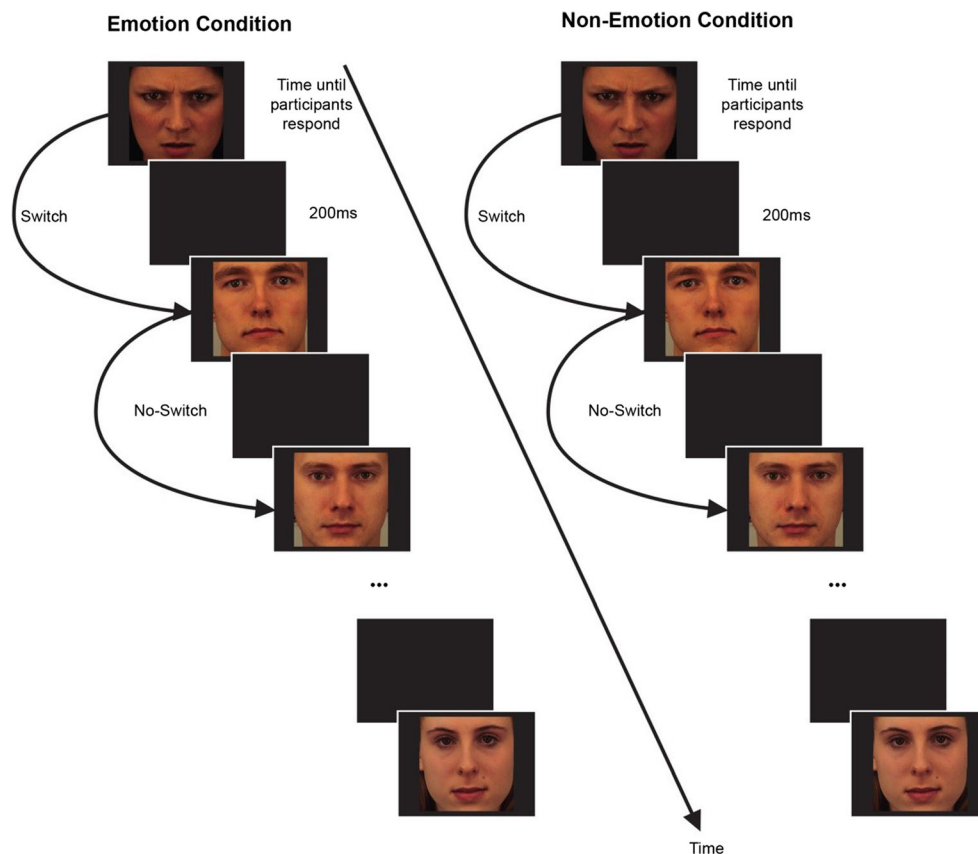 Emotion Condition
Non-Emotion Condition
Time until
participants
respond
Time until
participants
respond
Switch
200ms
Switch
200ms
No-Switch
No-Switch
...
...
Time